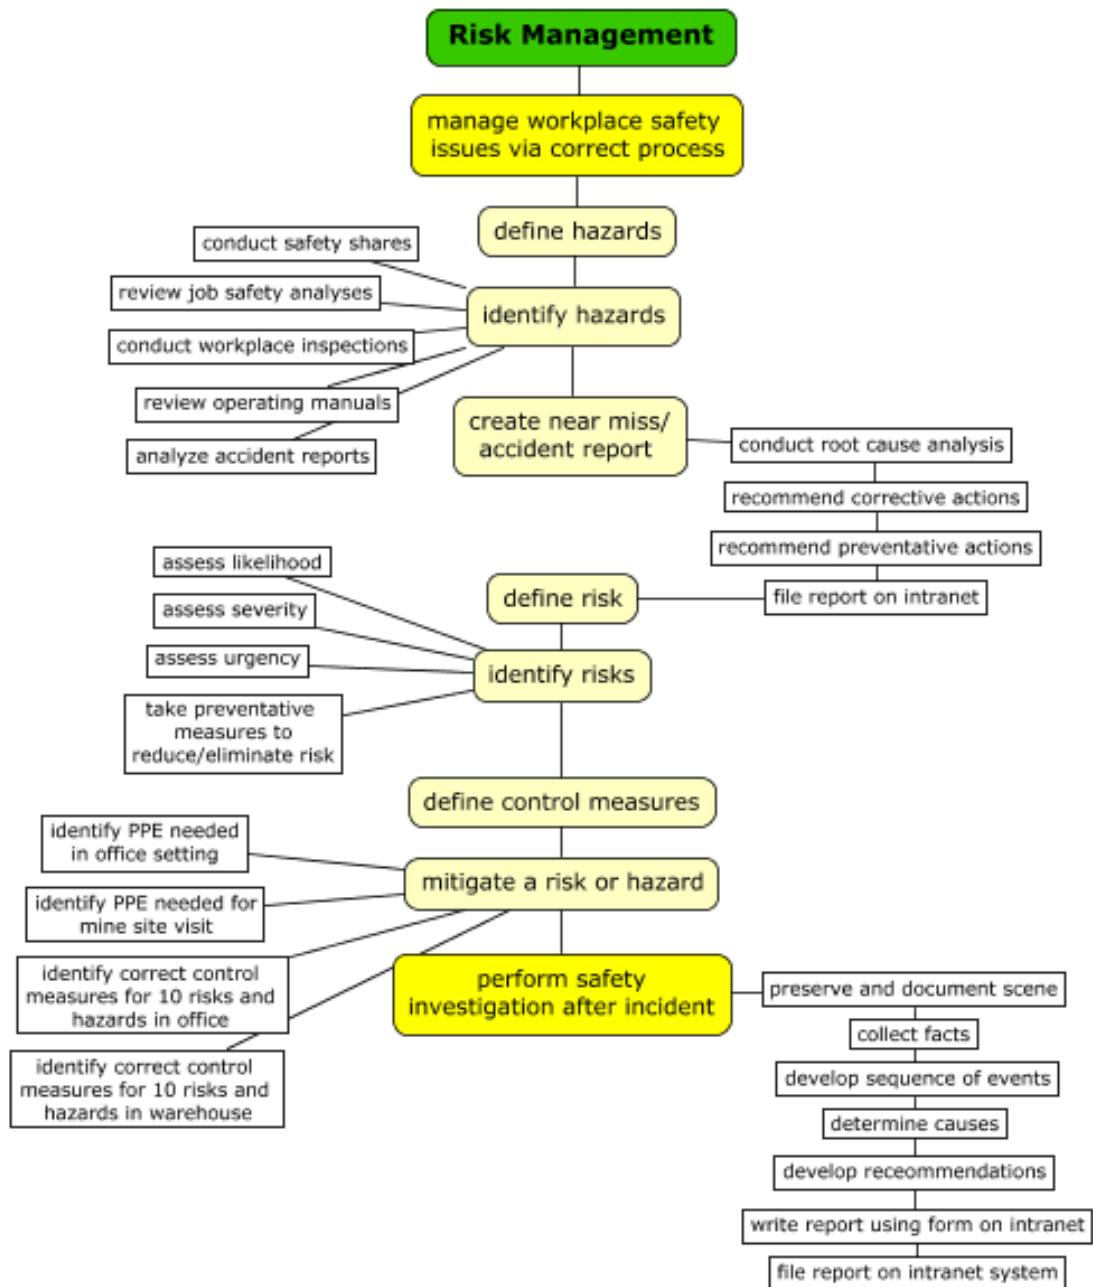 Risk Management
manage workplace safety
issues via correct process
define hazards
conduct safety shares
review job safety analyses
identify hazards
conduct workplace inspections
review operating manuals
analyze accident reports
create near miss/
accident report
conduct root cause analysis
recommend corrective actions
recommend preventative actions
file report on intranet
define risk
assess likelihood
assess severity
assess urgency
identify risks
take preventative
measures to
reduce/eliminate risk
define control measures
identify PPE needed
in office setting
mitigate a risk or hazard
identify PPE needed for
mine site visit
identify correct control
measures for 10 risks and
hazards in office
identify correct control
measures for 10 risks and
hazards in warehouse
perform safety
investigation after incident
preserve and document scene
collect facts
develop sequence of events
determine causes
develop receommendations
write report using form on intranet
file report on intranet system